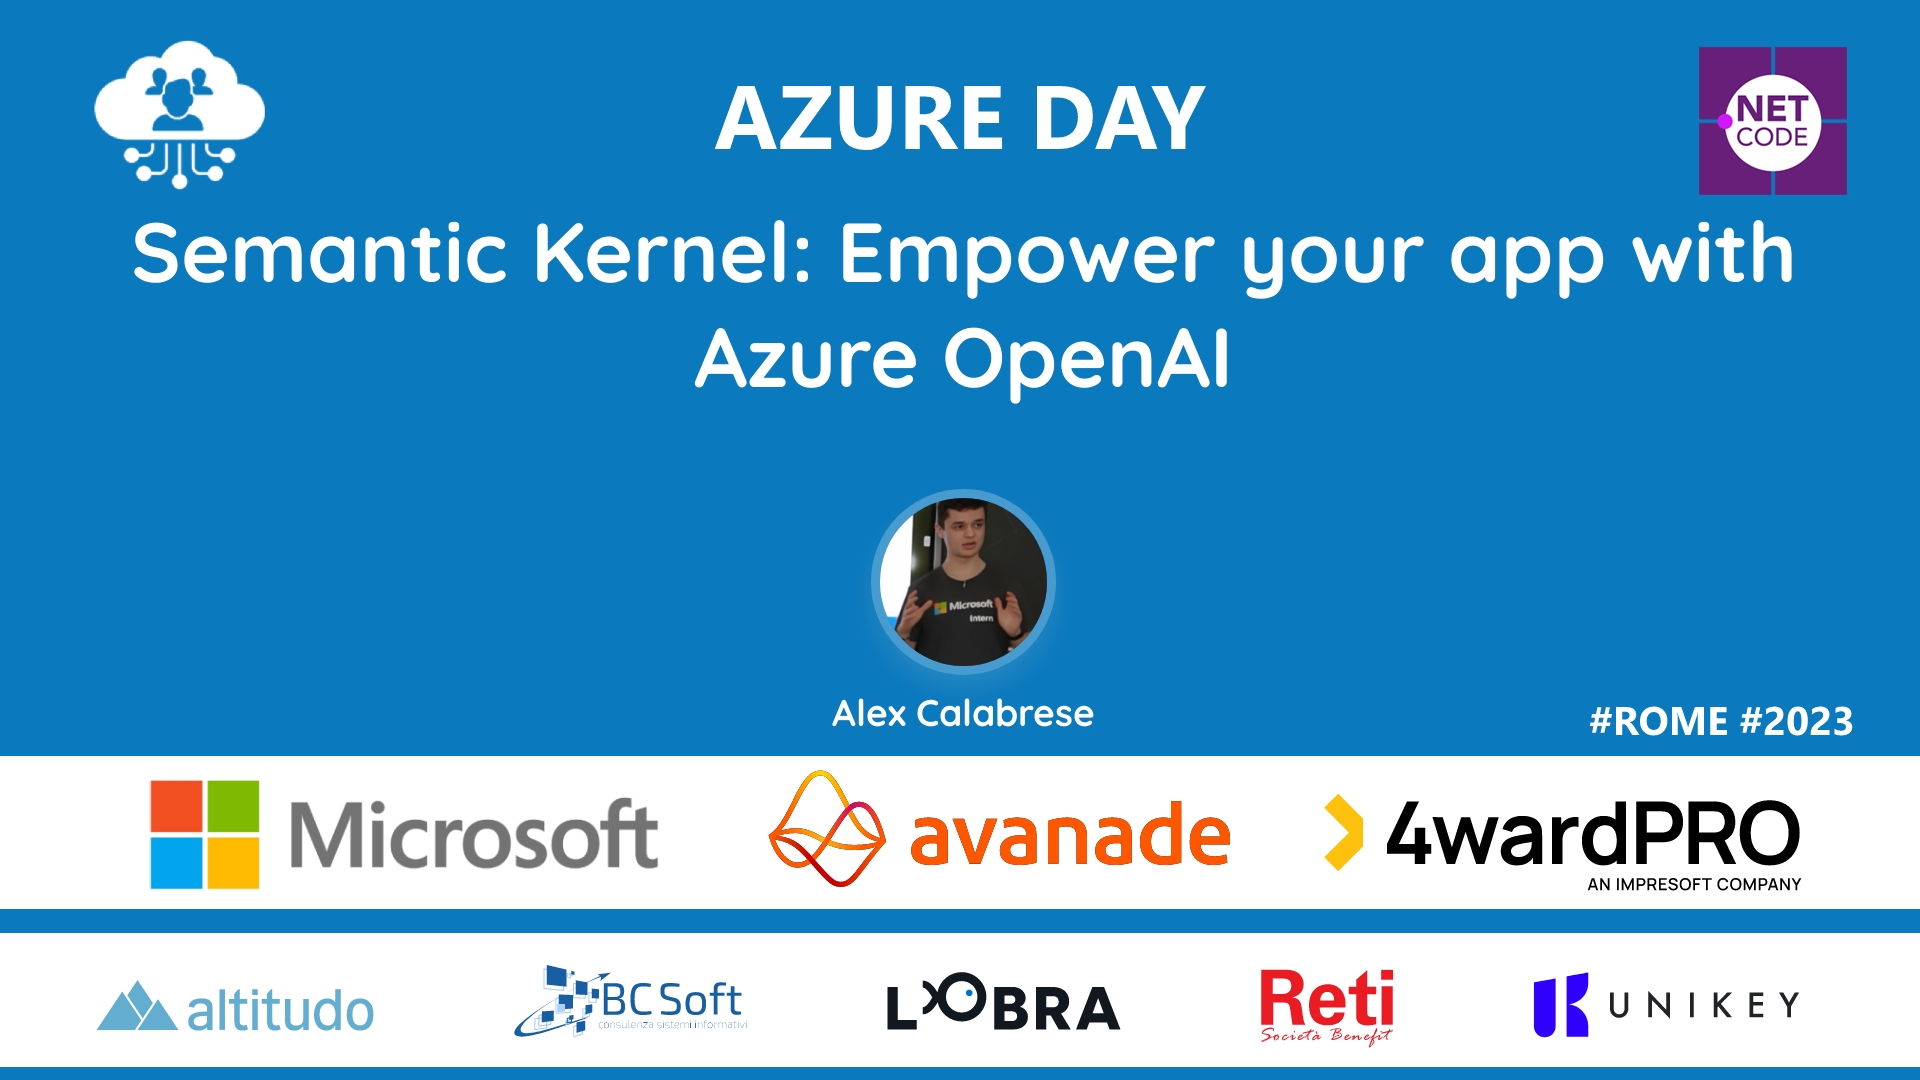 AZURE DAY
NET
CODE
Semantic Kernel: Empower your app with
Azure OpenAI
Microsoft
Intern
Alex Calabrese
#ROME #2023
Microsoft
avanade
4wardPRO
AN IMPRESOFT COMPANY
altitudo
BCSoft
consulenza sistemi informativi
LOBRA
Reti
Società Benefit
UNIKEY